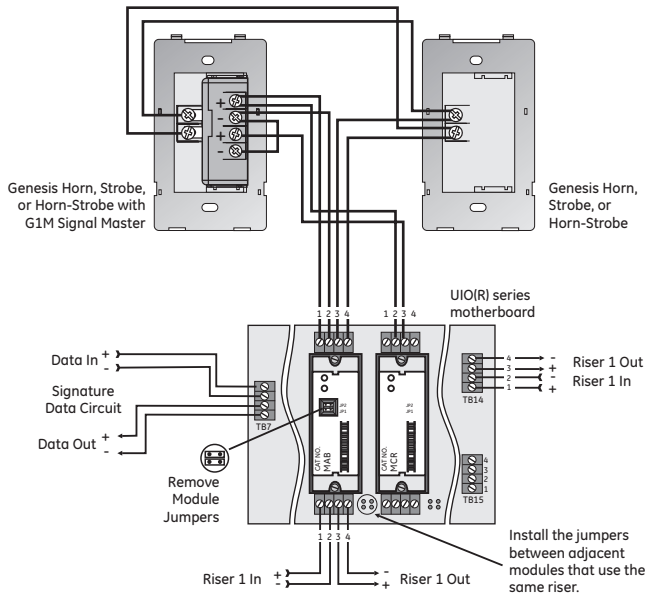 +
-
+
-
Genesis Horn, Strobe,
or Horn-Strobe with
G1M Signal Master
Genesis Horn,
Strobe, or
Horn-Strobe
UIO(R) series
motherboard
1 2 3 4
1 2 3 4
Data In + -
Signature
Data Circuit
Data Out + -
TB7
Remove
Module
Jumpers
JP2
JP1
CAT NO.
MAB
JP2
JP1
CAT NO.
MCR
4 - Riser 1 Out
3 +
2 - Riser 1 In
1 +
TB14
4
3
2
1
TB15
1 2 3 4
Riser 1 In + -
- + Riser 1 Out
Install the jumpers
between adjacent
modules that use the
same riser.